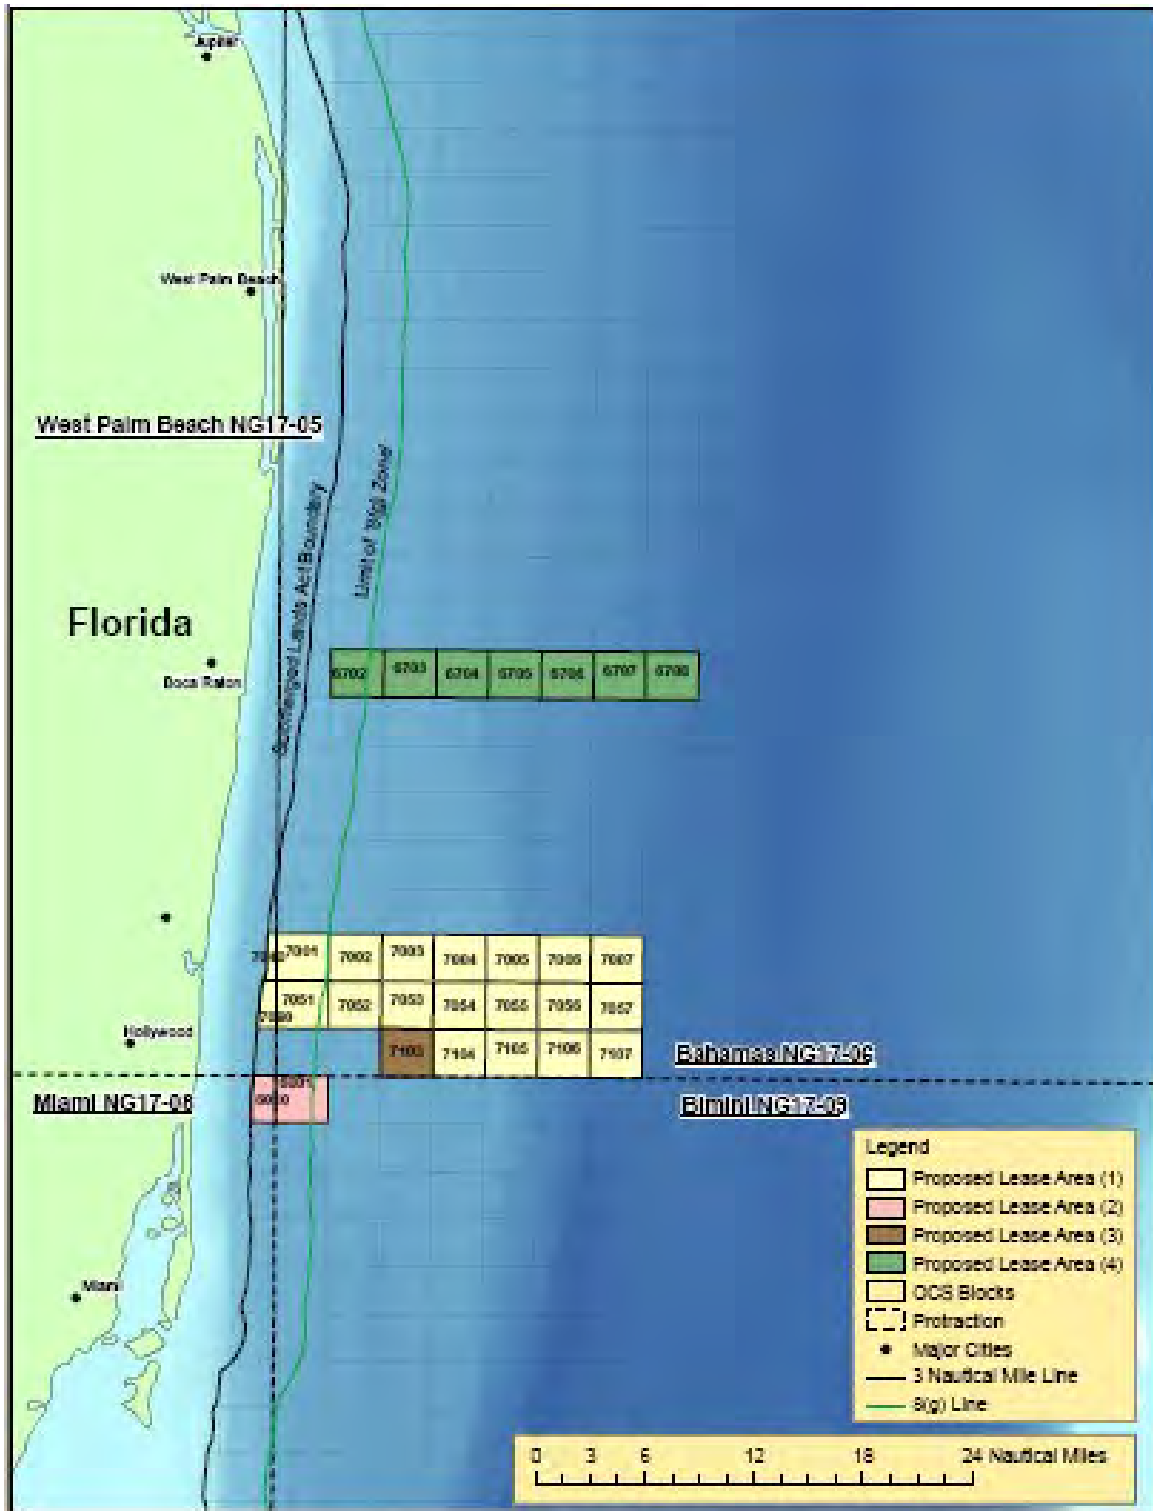 Jupiter
West Palm Beach
West Palm Beach NG17-05
Submerged Lands Act Boundary
Limit of '8(g) Zone'
Florida
Boca Raton
6702 6703 6704 6705 6706 6707 6708
7001 7002 7003 7004 7005 7006 7007
7051 7052 7053 7054 7055 7056 7057
Hollywood
7103 7104 7105 7106 7107
Bahamas NG17-06
Miami NG17-08
Bimini NG17-09
Miami
Legend
Proposed Lease Area (1)
Proposed Lease Area (2)
Proposed Lease Area (3)
Proposed Lease Area (4)
OCS Blocks
Protraction
Major Cities
3 Nautical Mile Line
8(g) Line
0 3 6 12 18 24 Nautical Miles